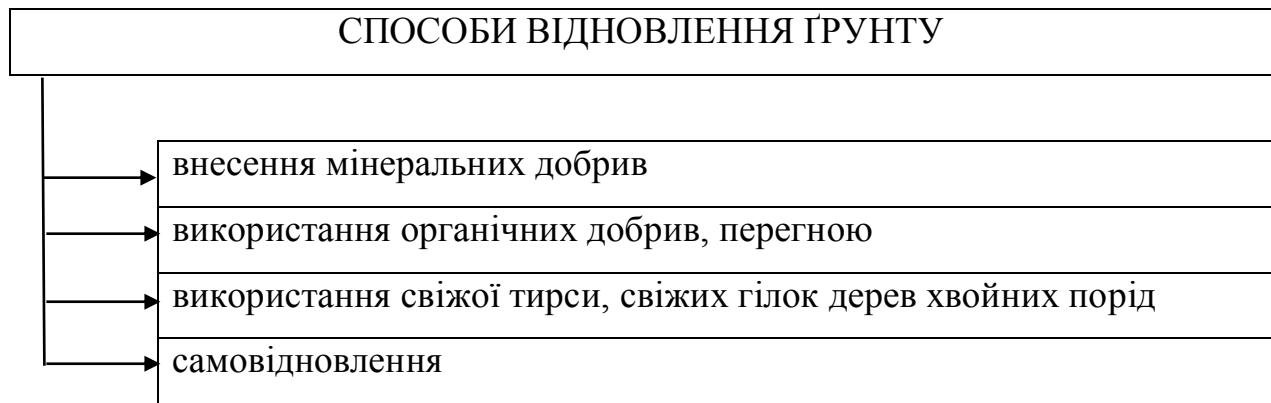 СПОСОБИ ВІДНОВЛЕННЯ ҐРУНТУ
внесення мінеральних добрив
використання органічних добрив, перегною
використання свіжої тирси, свіжих гілок дерев хвойних порід
самовідновлення